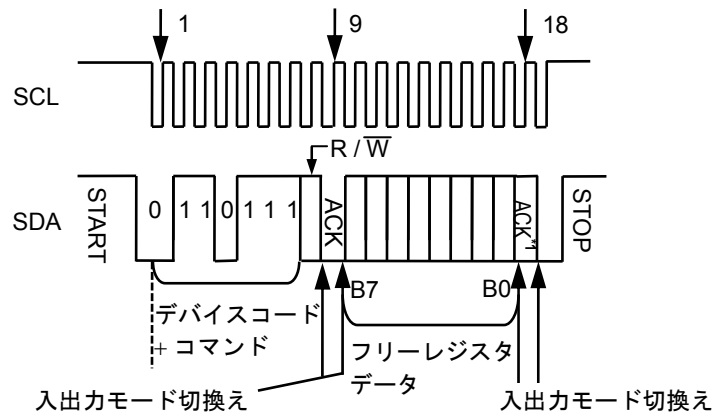 1 9 18
SCL
R / W
SDA START 0 1 1 0 1 1 1 ACK ACK*1 STOP
B7 B0
デバイスコード
+ コマンド
フリーレジスタ
データ
入出力モード切換え 入出力モード切換え